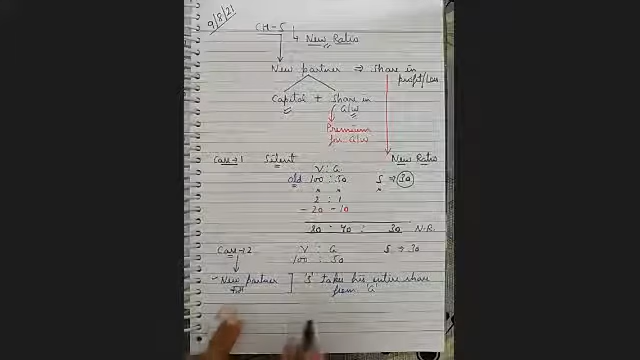 9/8/21
CH-5
New Ratio
New partner ⇒ Share in profit/Loss
Capital + Share in G/w
Premium for G/w
Case→1 Silent New Ratio
V : G
old 100 : 50 S ⇒ 30
2 : 1
- 20 - 10
80 : 40 : 30 N.R.
Case→2 V : G S ⇒ 30
100 : 50
New partner ] 'S' takes his entire share
from 'G'